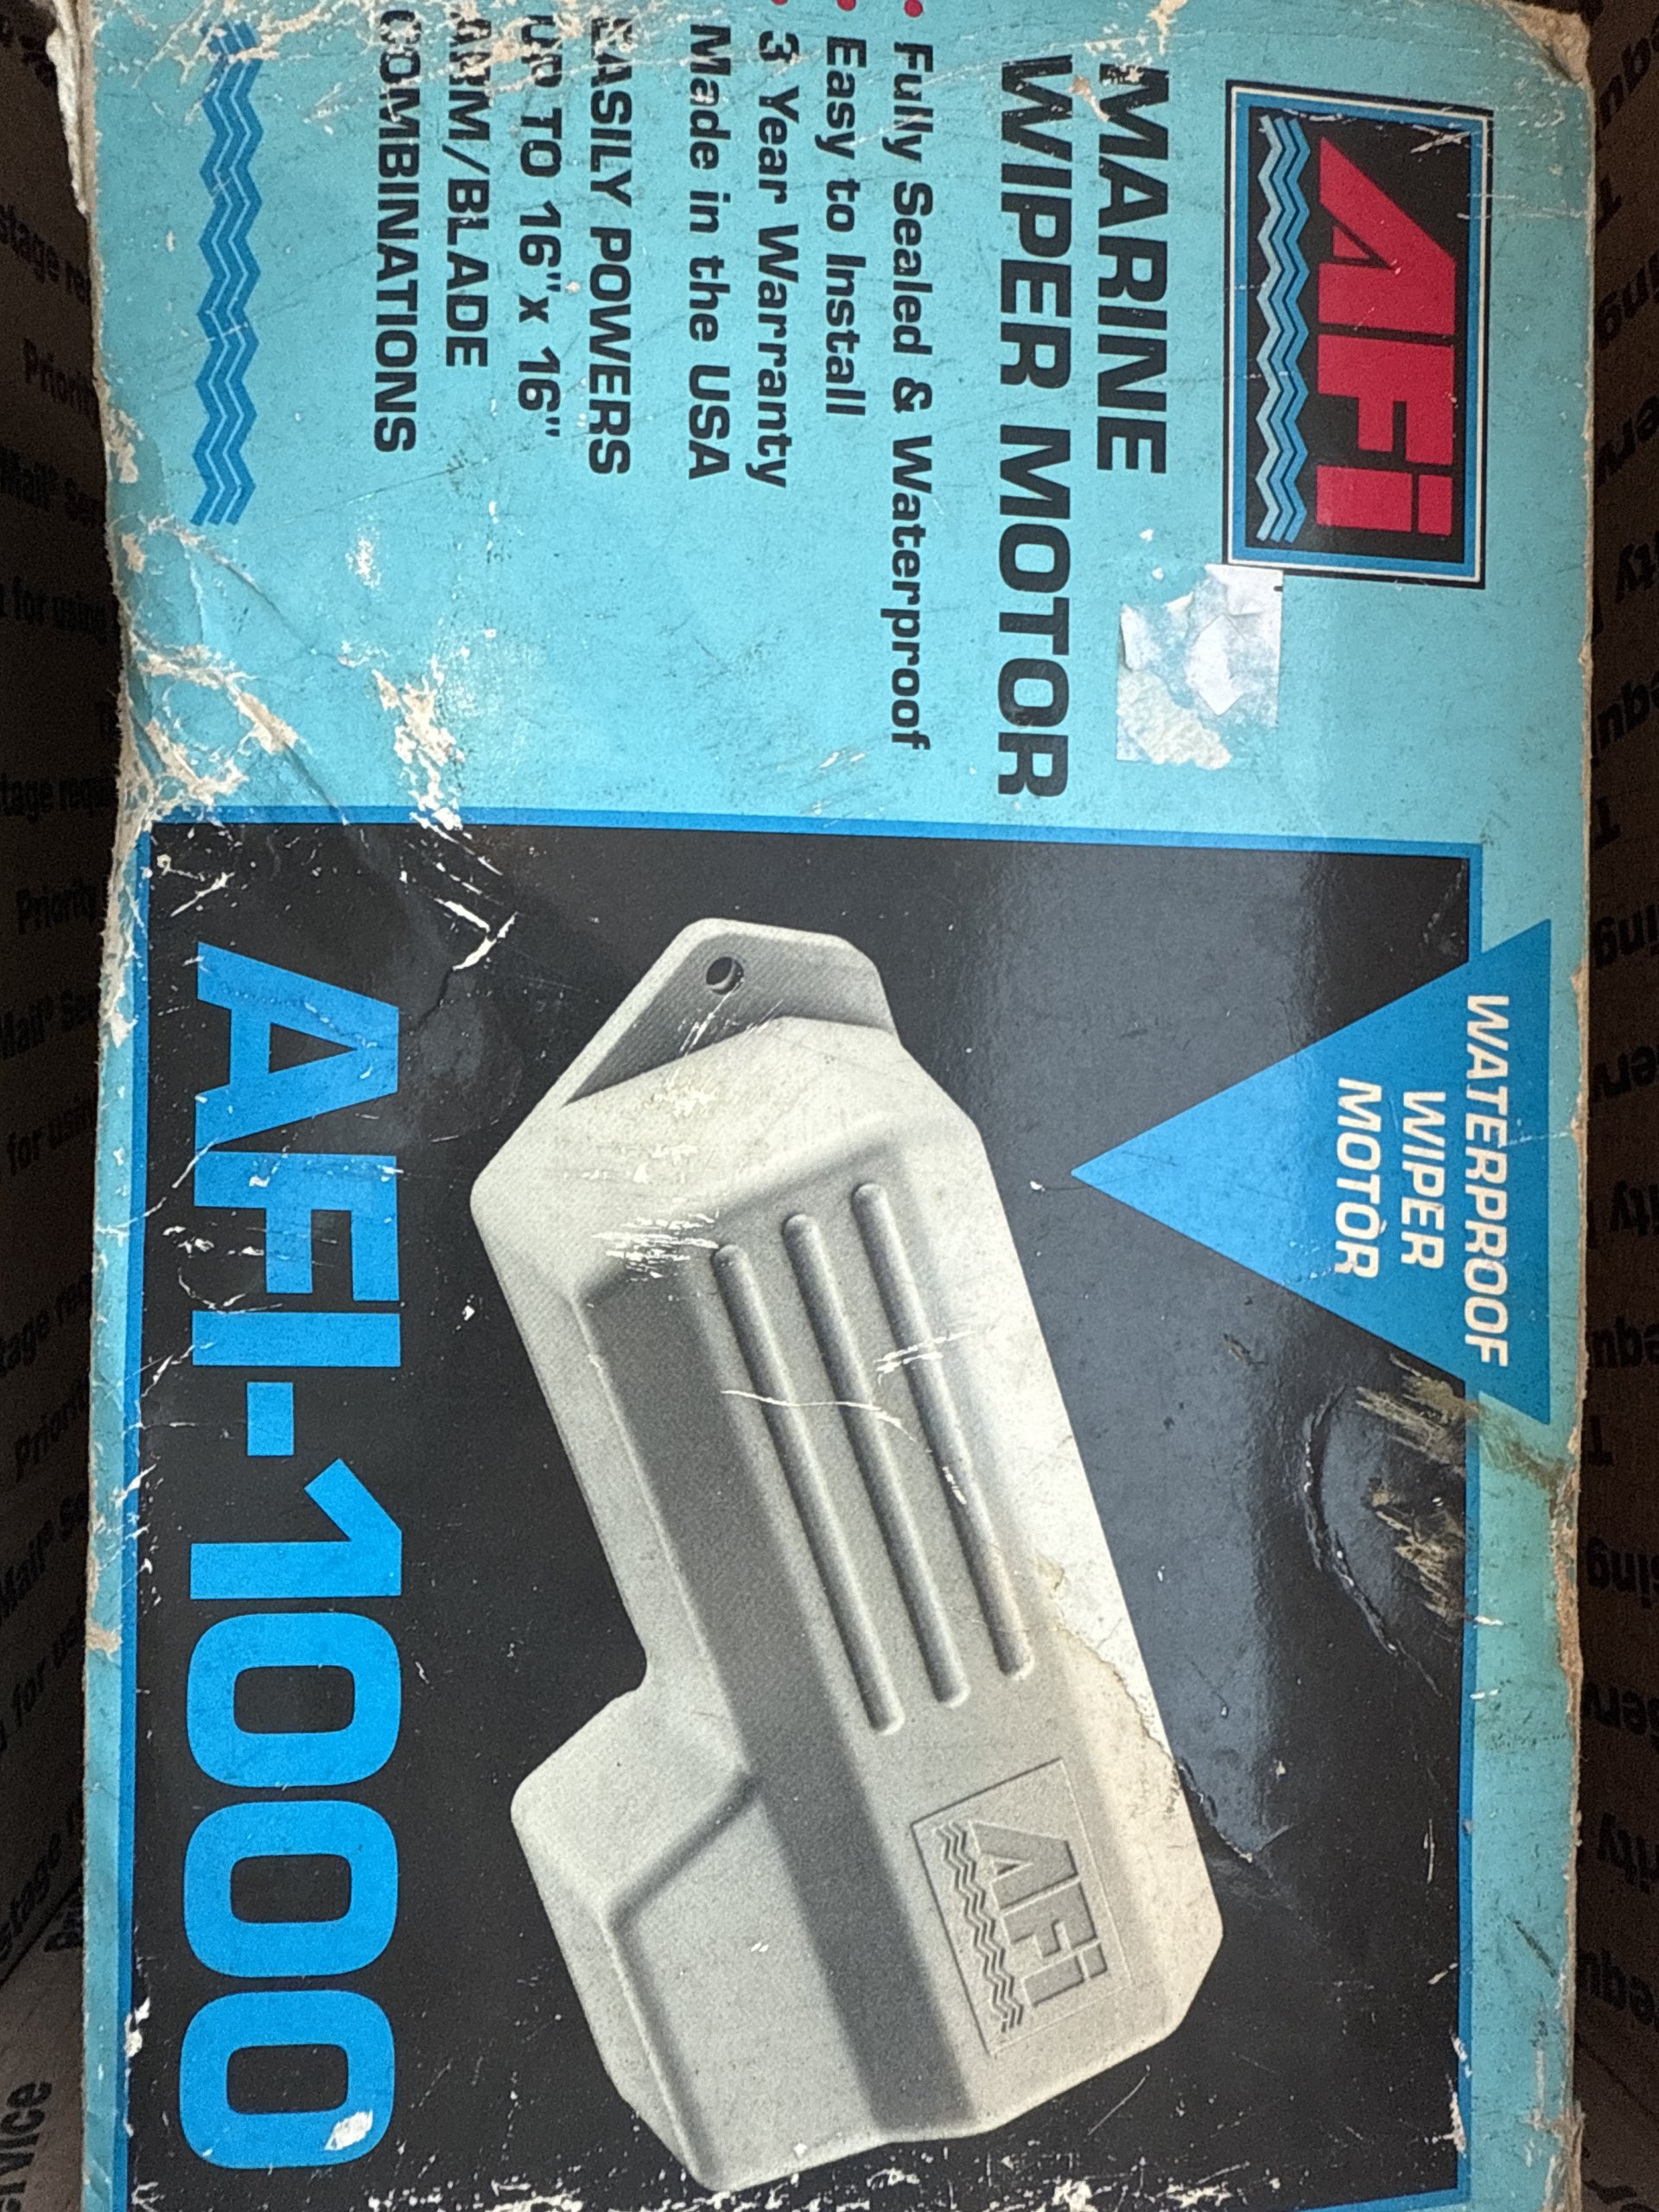 AFi
MARINE
WIPER MOTOR
• Fully Sealed & Waterproof
• Easy to Install
• 3 Year Warranty
Made in the USA
EASILY POWERS
UP TO 16"x 16"
ARM/BLADE
COMBINATIONS
WATERPROOF
WIPER
MOTOR
AFi
AFI-1000